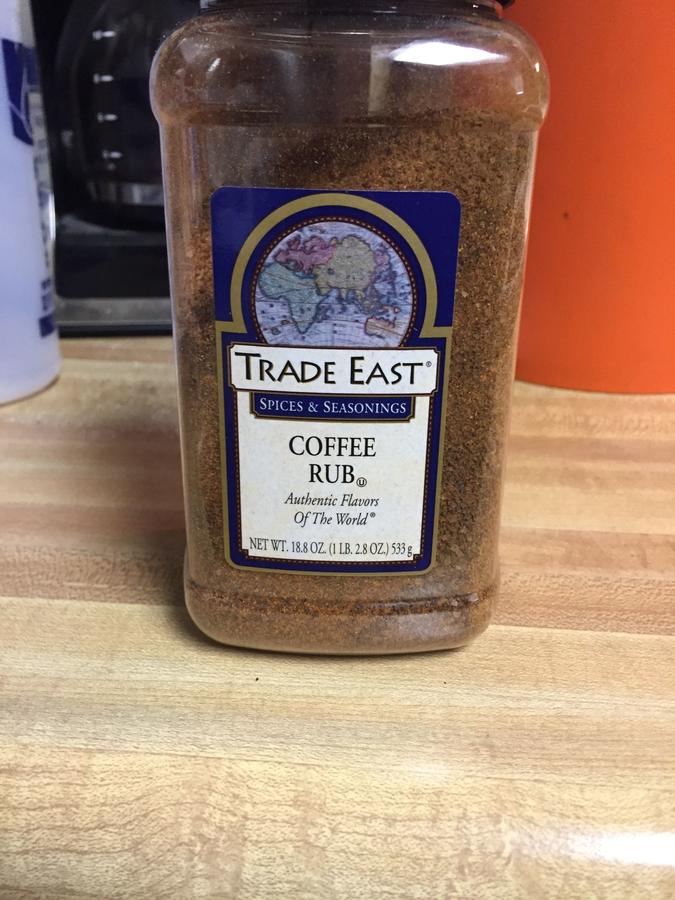 TRADE EAST®
SPICES & SEASONINGS
COFFEE
RUBⓊ
Authentic Flavors
Of The World®
NET WT. 18.8 OZ. (1 LB. 2.8 OZ.) 533 g